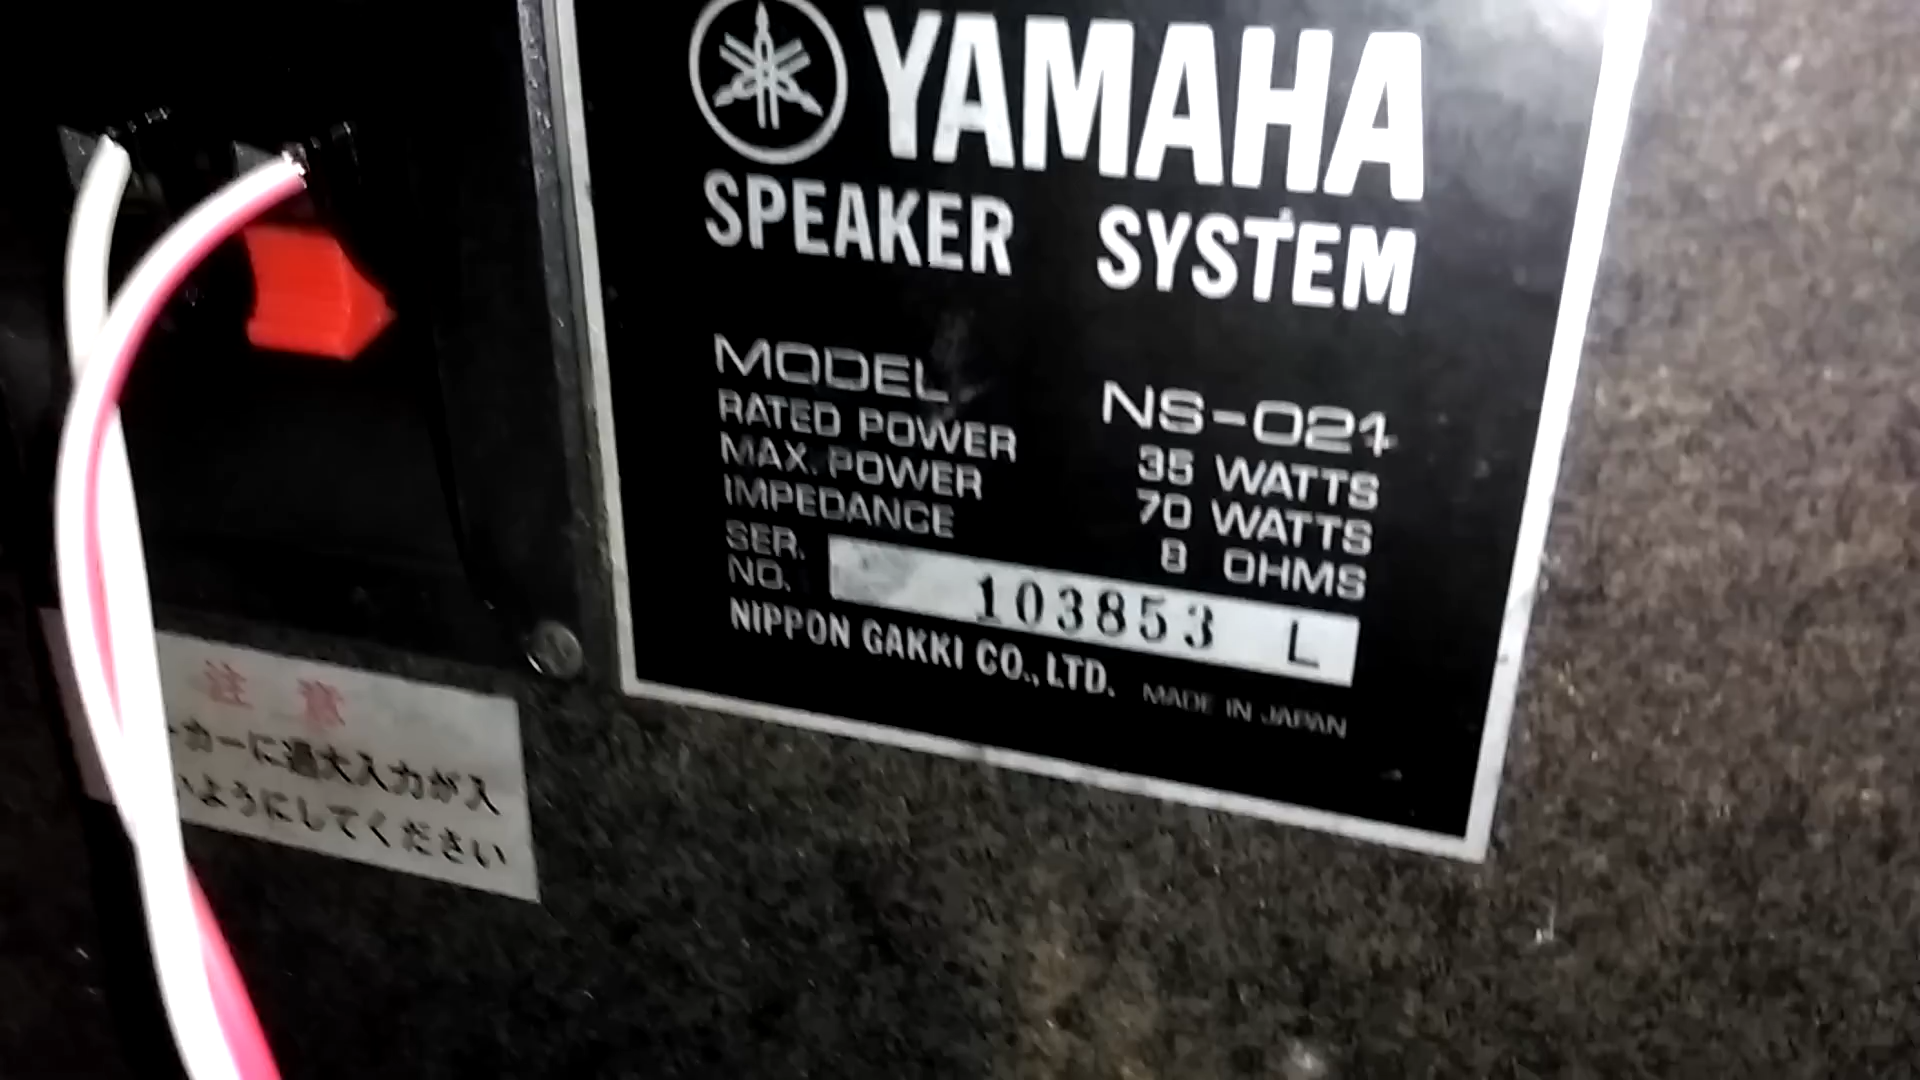 YAMAHA
SPEAKER SYSTEM
MODEL NS-021
RATED POWER 35 WATTS
MAX. POWER 70 WATTS
IMPEDANCE 8 OHMS
SER. NO. 103853 L
NIPPON GAKKI CO., LTD. MADE IN JAPAN
注意
ーカーに過大入力が入
いようにしてください